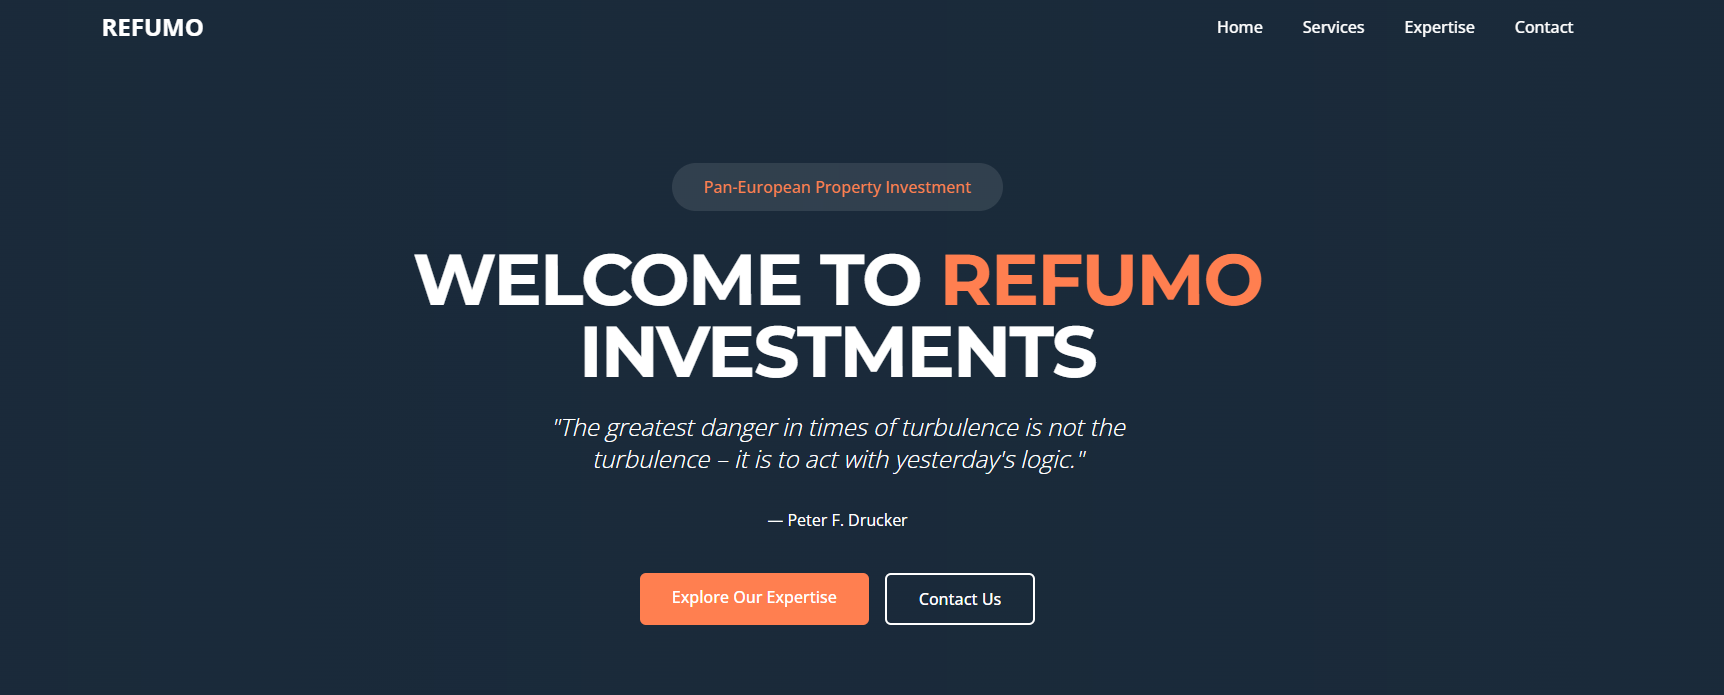 REFUMO
Home
Services
Expertise
Contact
Pan-European Property Investment
WELCOME TO REFUMO
INVESTMENTS
"The greatest danger in times of turbulence is not the
turbulence – it is to act with yesterday's logic."
— Peter F. Drucker
Explore Our Expertise
Contact Us